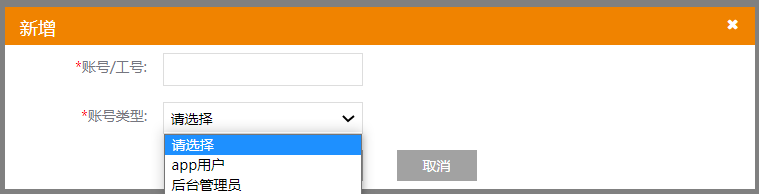 新增 ✖
*账号/工号:
*账号类型: 请选择
请选择
app用户
后台管理员
取消